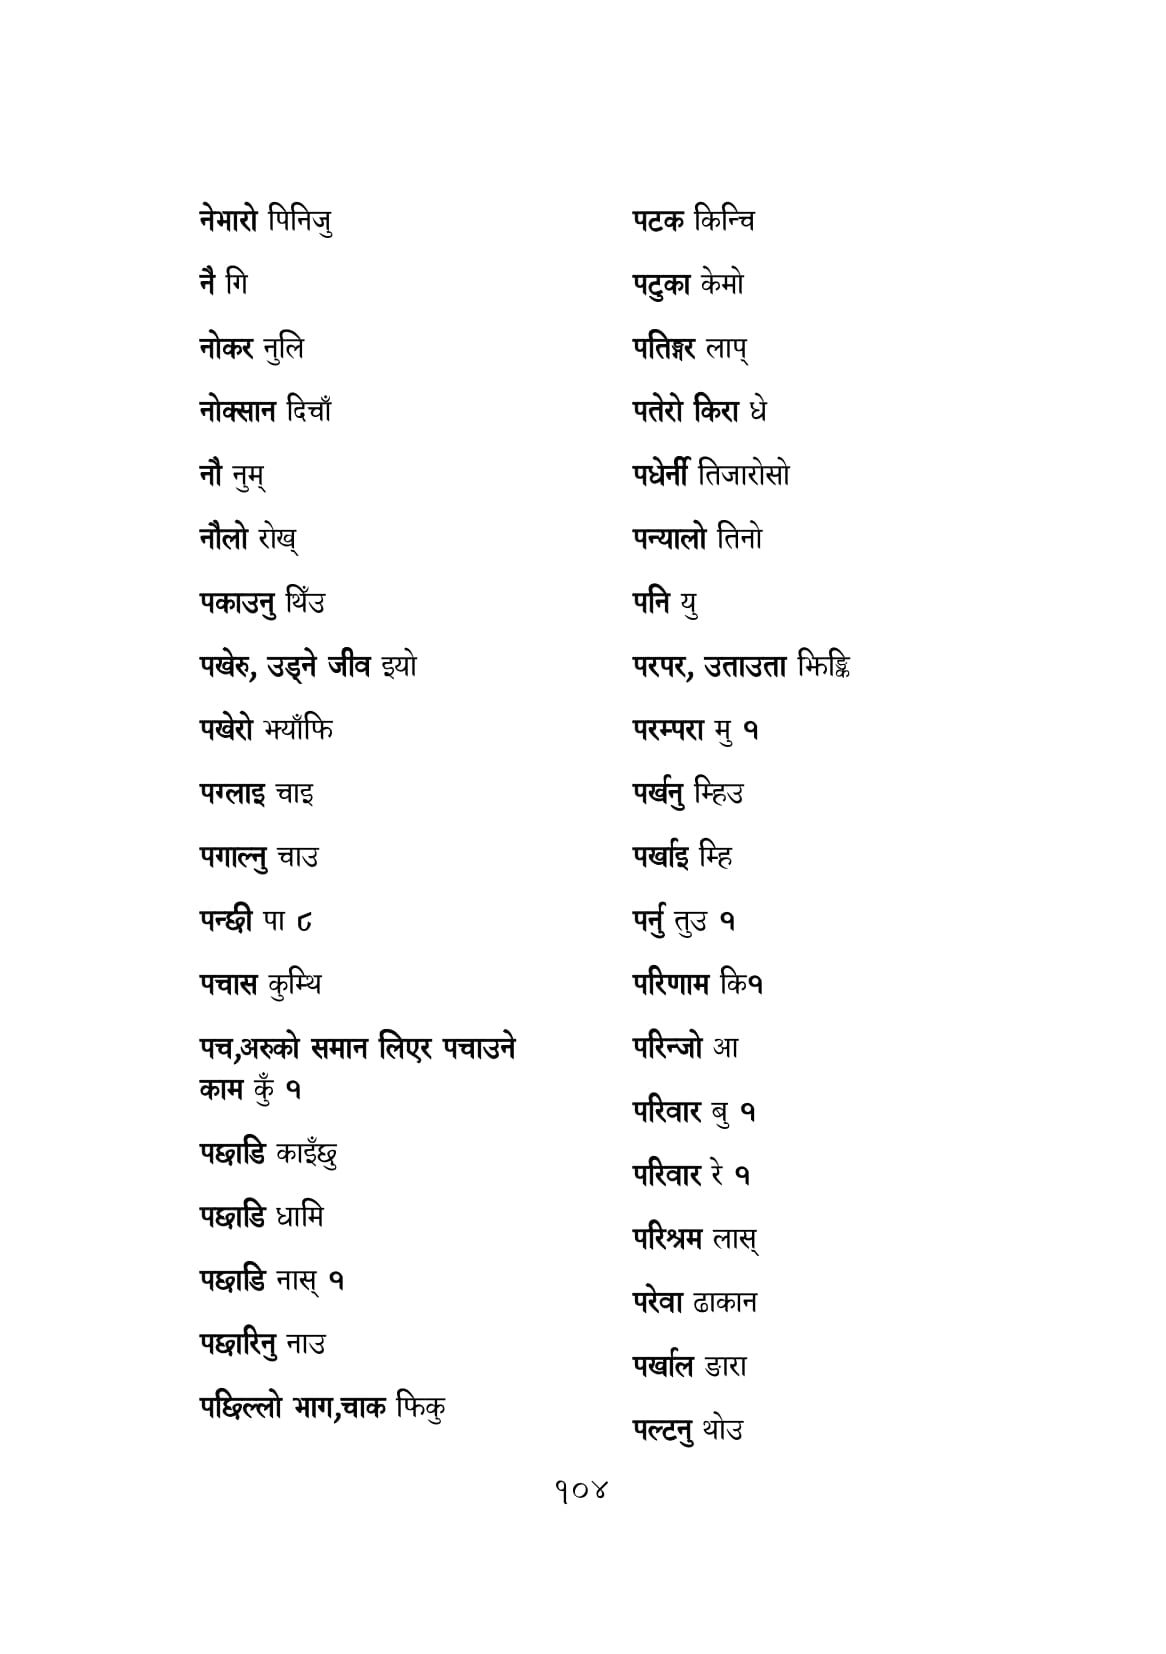 नेभारो पिनिजु
नै गि
नोकर नुलि
नोक्सान दिचाँ
नौ नुम्
नौलो रोख्
पकाउनु थिँउ
पखेरु, उड्ने जीव इयो
पखेरो झ्याँफि
पग्लाइ चाइ
पगाल्नु चाउ
पन्छी पा ८
पचास कुम्थि
पच,अरुको समान लिएर पचाउने
काम कुँ १
पछाडि काइँछु
पछाडि धामि
पछाडि नास् १
पछारिनु नाउ
पछिल्लो भाग,चाक फिकु
पटक किन्चि
पटुका केमो
पतिङ्गर लाप्
पतेरो किरा धे
पधेर्नी तिजारोसो
पन्यालो तिनो
पनि यु
परपर, उताउता झिङ्कि
परम्परा मु १
पर्खनु म्हिउ
पर्खाइ म्हि
पर्नु तुउ १
परिणाम कि१
परिन्जो आ
परिवार बु १
परिवार रे १
परिश्रम लास्
परेवा ढाकान
पर्खाल ङारा
पल्टनु थोउ
१०४